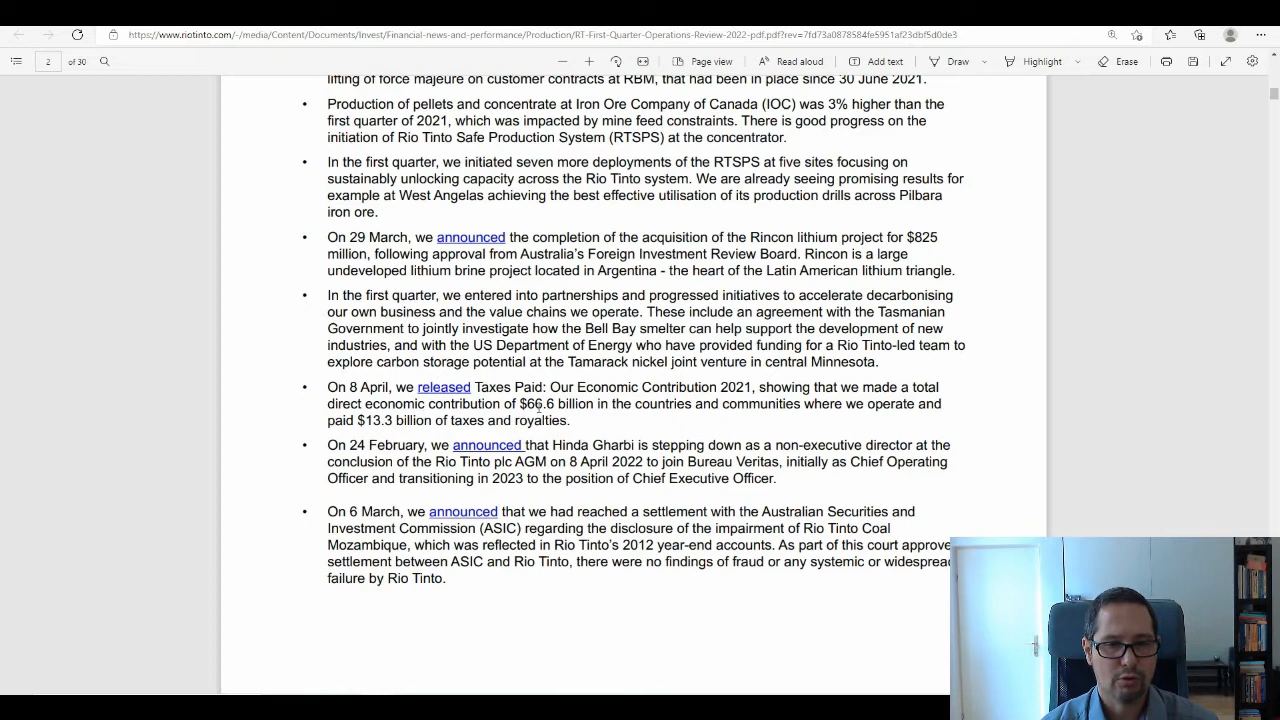 https://www.riotinto.com/-/media/Content/Documents/Invest/Financial-news-and-performance/Production/RT-First-Quarter-Operations-Review-2022-pdf.pdf?rev=7fd73a0878584fe5951af23dbf5d0de3
2 of 30 Page view Read aloud Add text Draw Highlight Erase
lifting of force majeure on customer contracts at RBM, that had been in place since 30 June 2021.
• Production of pellets and concentrate at Iron Ore Company of Canada (IOC) was 3% higher than the
first quarter of 2021, which was impacted by mine feed constraints. There is good progress on the
initiation of Rio Tinto Safe Production System (RTSPS) at the concentrator.
• In the first quarter, we initiated seven more deployments of the RTSPS at five sites focusing on
sustainably unlocking capacity across the Rio Tinto system. We are already seeing promising results for
example at West Angelas achieving the best effective utilisation of its production drills across Pilbara
iron ore.
• On 29 March, we announced the completion of the acquisition of the Rincon lithium project for $825
million, following approval from Australia's Foreign Investment Review Board. Rincon is a large
undeveloped lithium brine project located in Argentina - the heart of the Latin American lithium triangle.
• In the first quarter, we entered into partnerships and progressed initiatives to accelerate decarbonising
our own business and the value chains we operate. These include an agreement with the Tasmanian
Government to jointly investigate how the Bell Bay smelter can help support the development of new
industries, and with the US Department of Energy who have provided funding for a Rio Tinto-led team to
explore carbon storage potential at the Tamarack nickel joint venture in central Minnesota.
• On 8 April, we released Taxes Paid: Our Economic Contribution 2021, showing that we made a total
direct economic contribution of $66.6 billion in the countries and communities where we operate and
paid $13.3 billion of taxes and royalties.
• On 24 February, we announced that Hinda Gharbi is stepping down as a non-executive director at the
conclusion of the Rio Tinto plc AGM on 8 April 2022 to join Bureau Veritas, initially as Chief Operating
Officer and transitioning in 2023 to the position of Chief Executive Officer.
• On 6 March, we announced that we had reached a settlement with the Australian Securities and
Investment Commission (ASIC) regarding the disclosure of the impairment of Rio Tinto Coal
Mozambique, which was reflected in Rio Tinto's 2012 year-end accounts. As part of this court approve
settlement between ASIC and Rio Tinto, there were no findings of fraud or any systemic or widespread
failure by Rio Tinto.